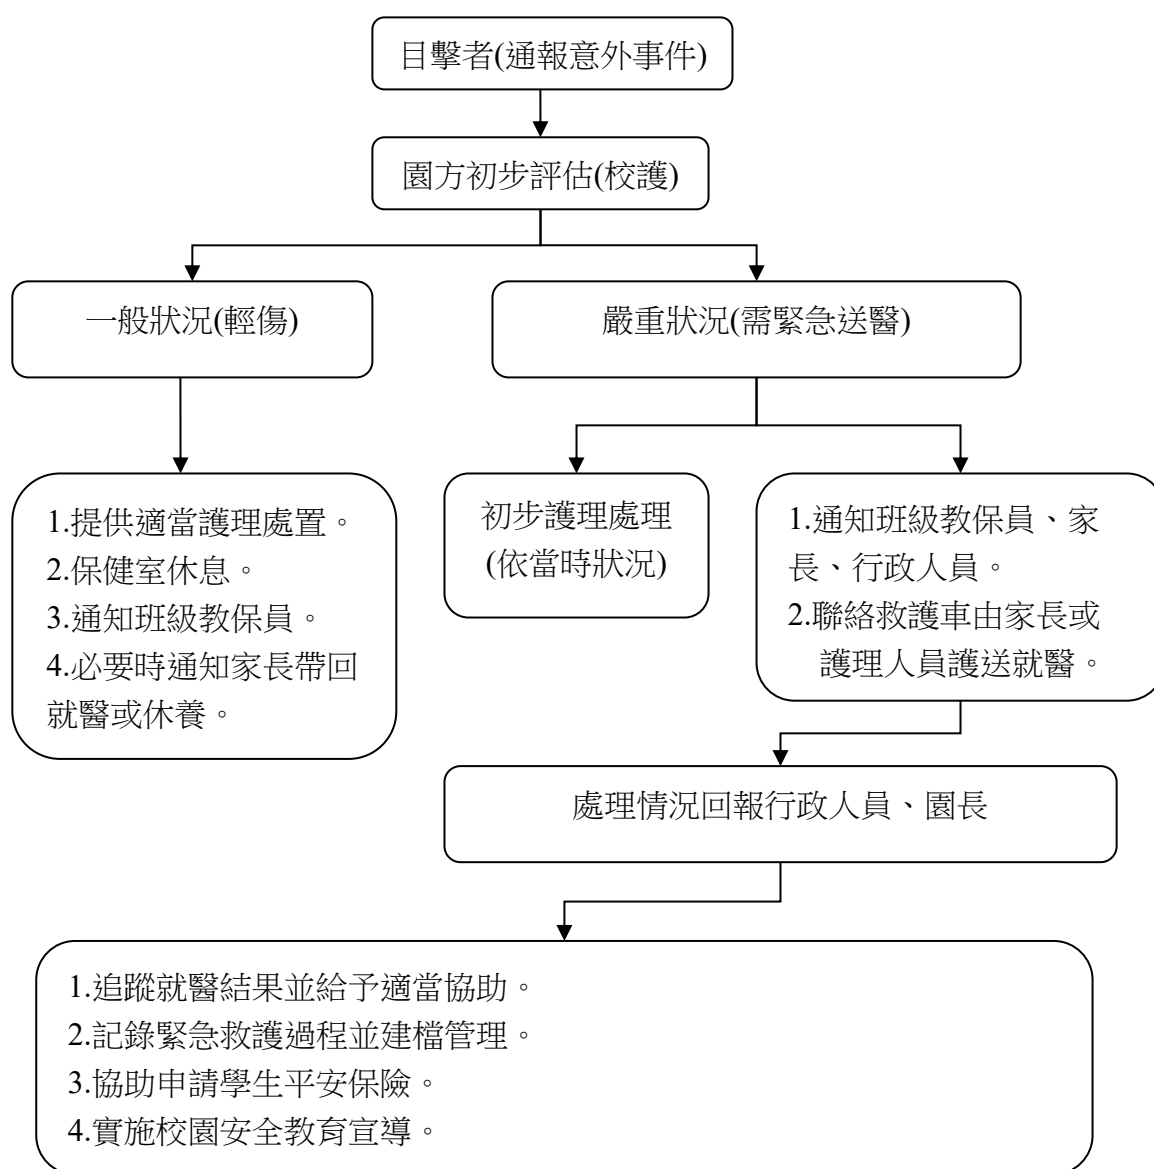 目擊者(通報意外事件)
園方初步評估(校護)
一般狀況(輕傷)
嚴重狀況(需緊急送醫)
1.提供適當護理處置。
2.保健室休息。
3.通知班級教保員。
4.必要時通知家長帶回
就醫或休養。
初步護理處理
(依當時狀況)
1.通知班級教保員、家
長、行政人員。
2.聯絡救護車由家長或
護理人員護送就醫。
處理情況回報行政人員、園長
1.追蹤就醫結果並給予適當協助。
2.記錄緊急救護過程並建檔管理。
3.協助申請學生平安保險。
4.實施校園安全教育宣導。